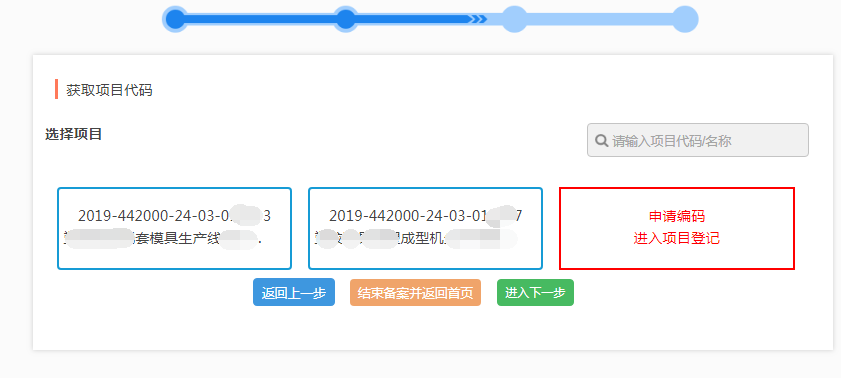 获取项目代码
选择项目
请输入项目代码/名称
2019-442000-24-03-0 3
套模具生产线
2019-442000-24-03-01 7
成型机
申请编码
进入项目登记
返回上一步
结束备案并返回首页
进入下一步